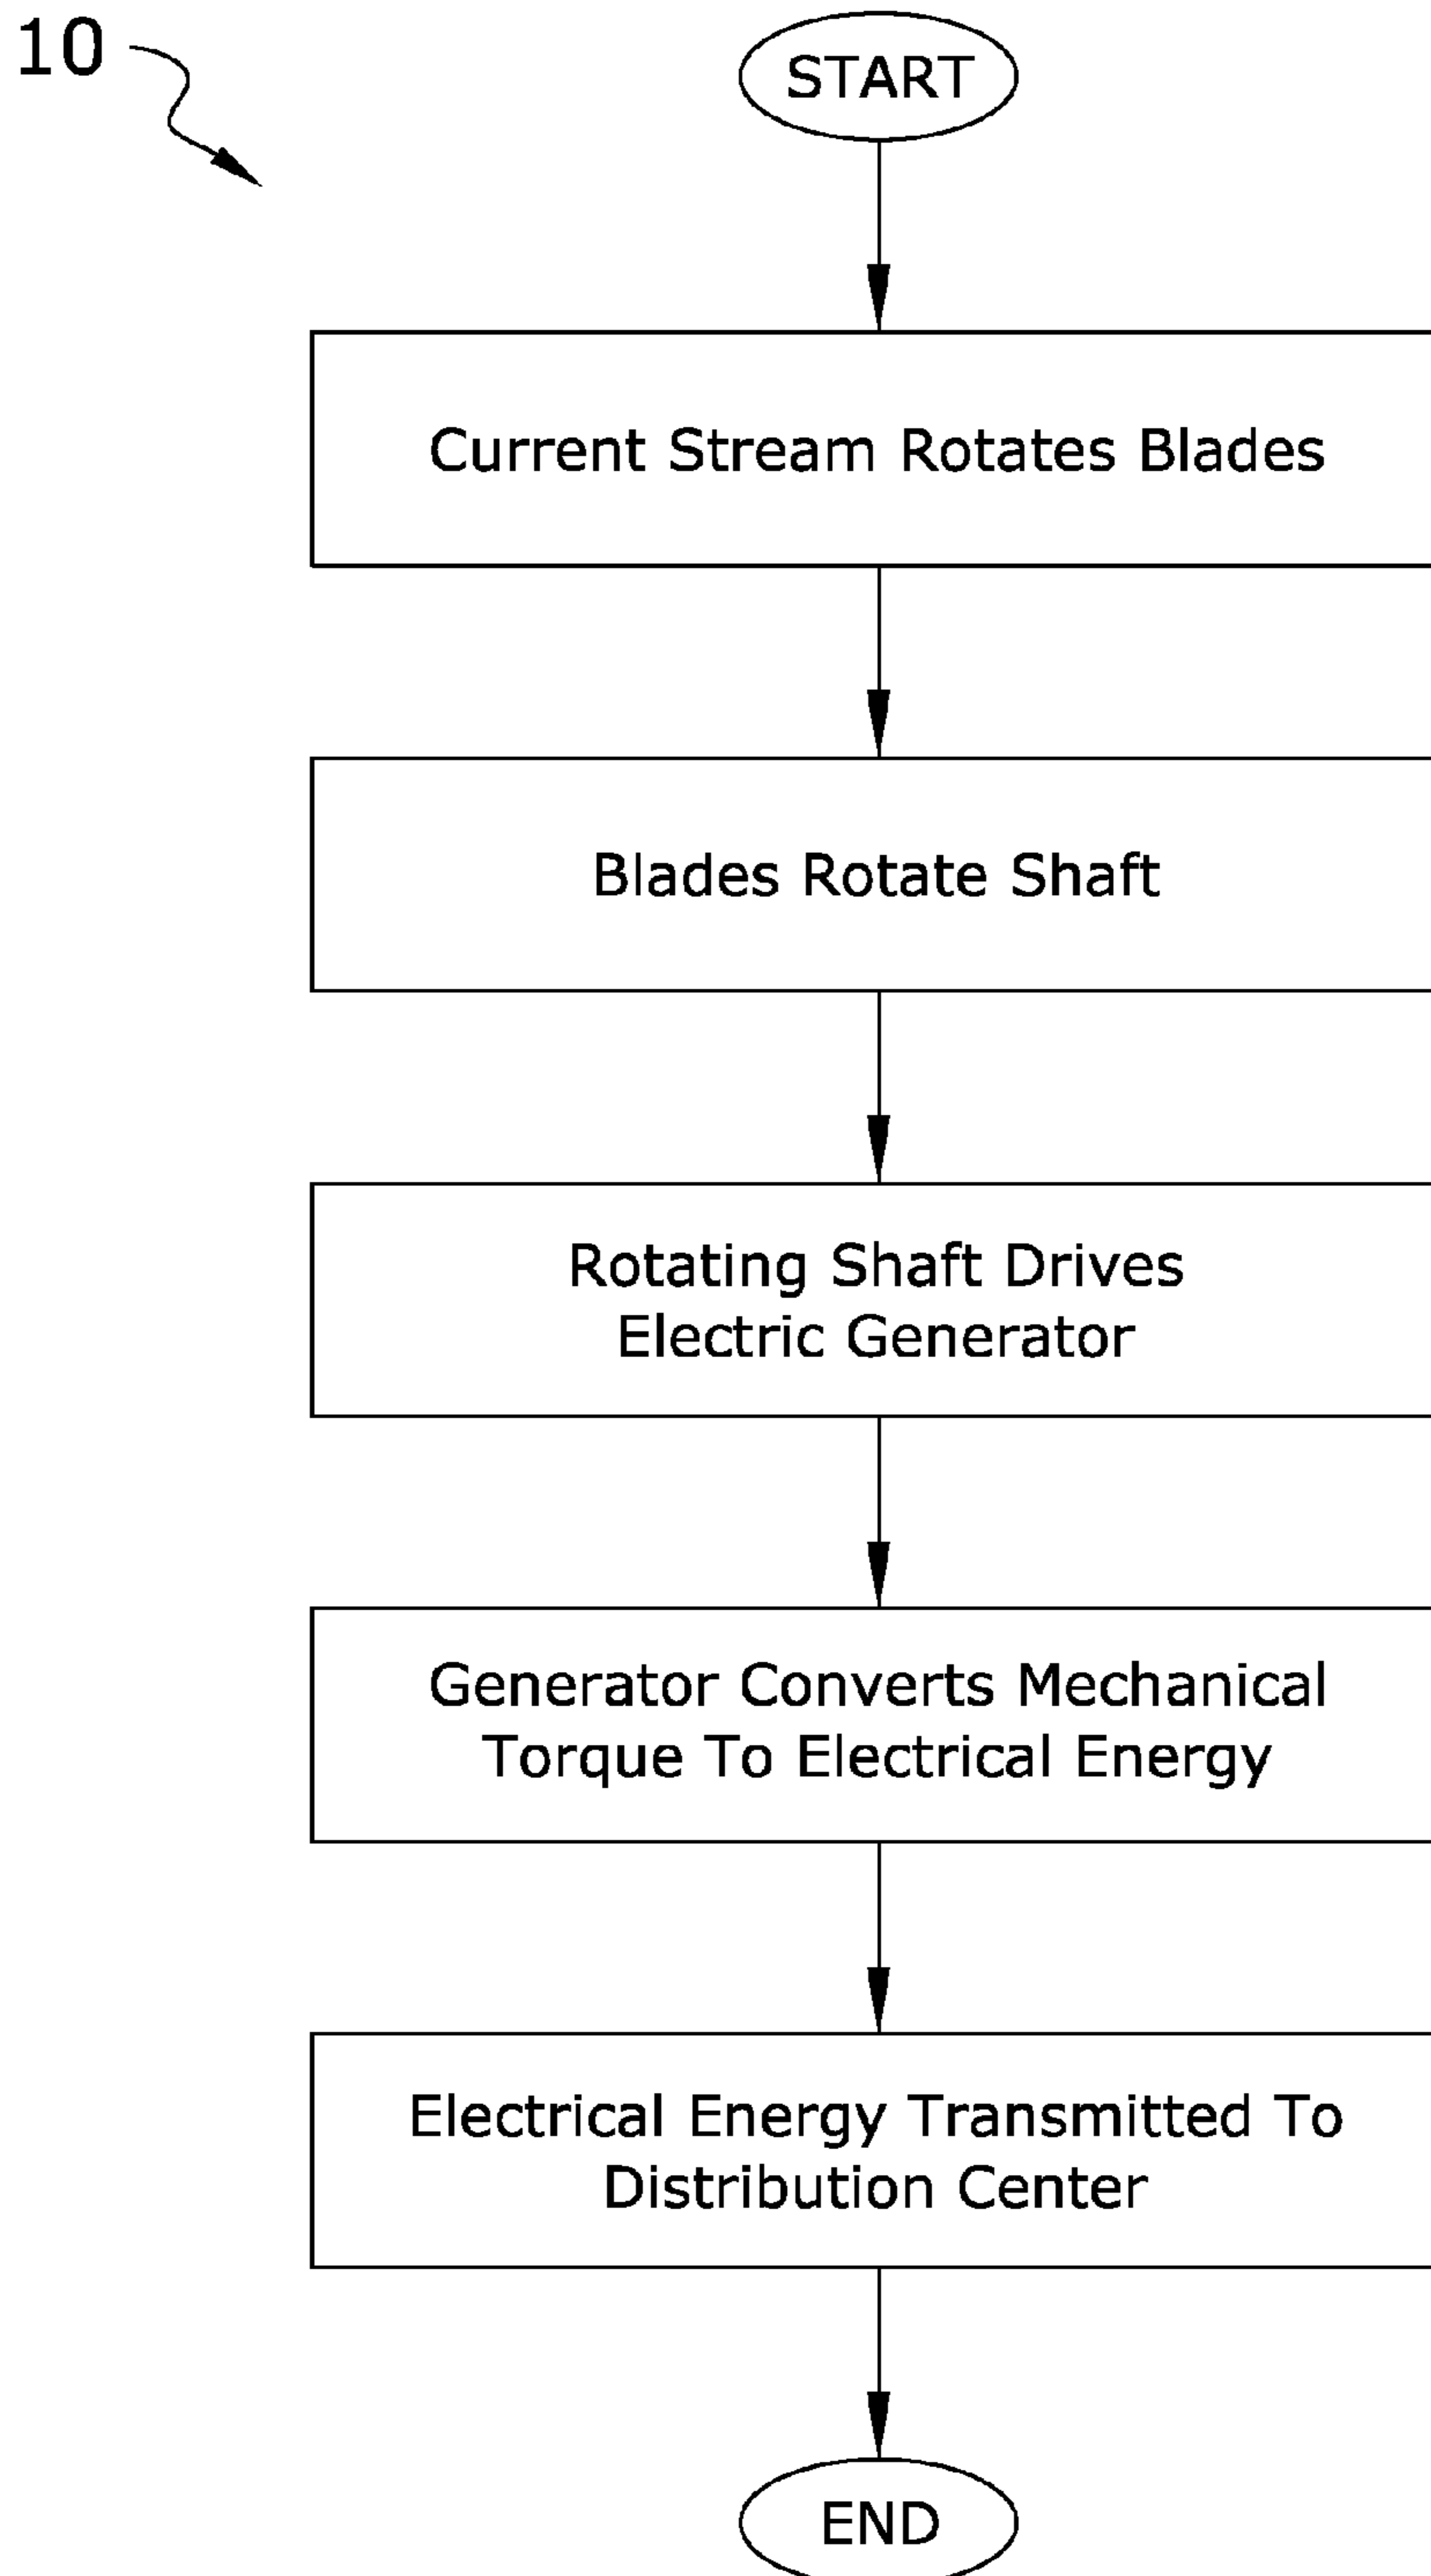 10
START
Current Stream Rotates Blades
Blades Rotate Shaft
Rotating Shaft Drives
Electric Generator
Generator Converts Mechanical
Torque To Electrical Energy
Electrical Energy Transmitted To
Distribution Center
END